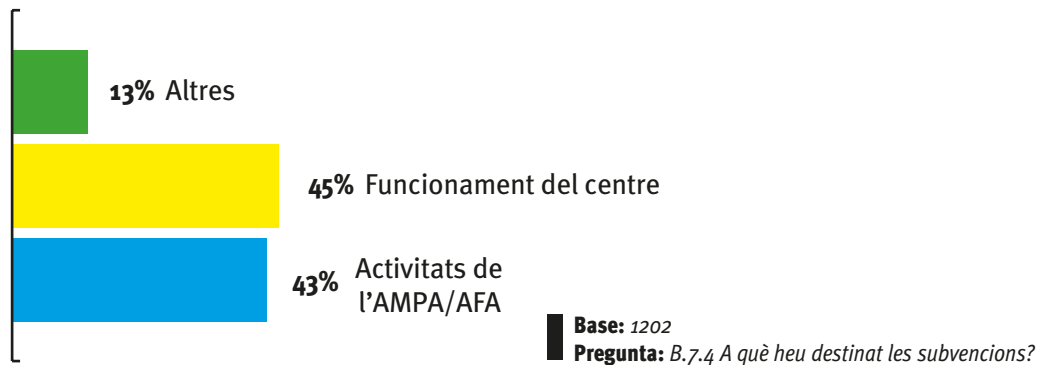 13% Altres
45% Funcionament del centre
43% Activitats de
l’AMPA/AFA
Base: 1202
Pregunta: B.7.4 A què heu destinat les subvencions?